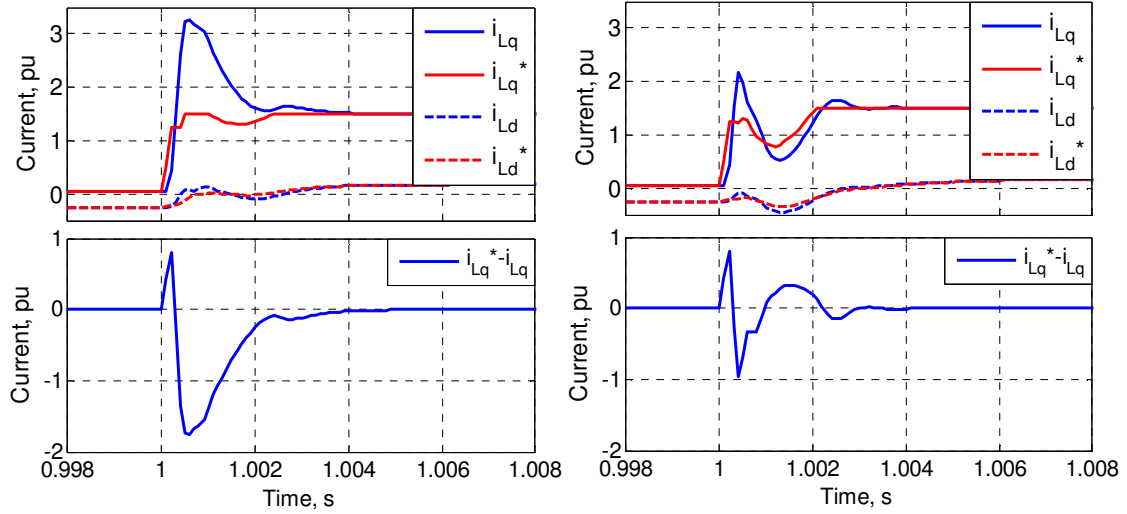 Current, pu
3
2
1
0
i_Lq
i_Lq*
i_Ld
i_Ld*
Current, pu
1
0
-1
-2
i_Lq*-i_Lq
0.998 1 1.002 1.004 1.006 1.008
Time, s
Current, pu
3
2
1
0
i_Lq
i_Lq*
i_Ld
i_Ld*
Current, pu
1
0
-1
-2
i_Lq*-i_Lq
0.998 1 1.002 1.004 1.006 1.008
Time, s